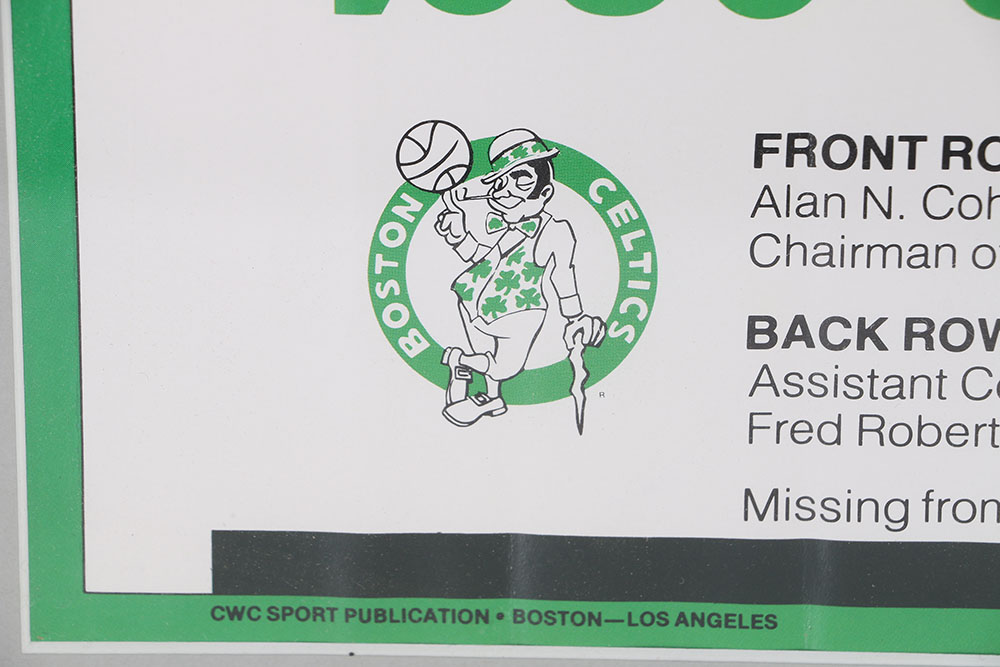 BOSTON CELTICS
R
FRONT RO
Alan N. Coh
Chairman o
BACK ROW
Assistant Co
Fred Robert
Missing from
CWC SPORT PUBLICATION • BOSTON—LOS ANGELES